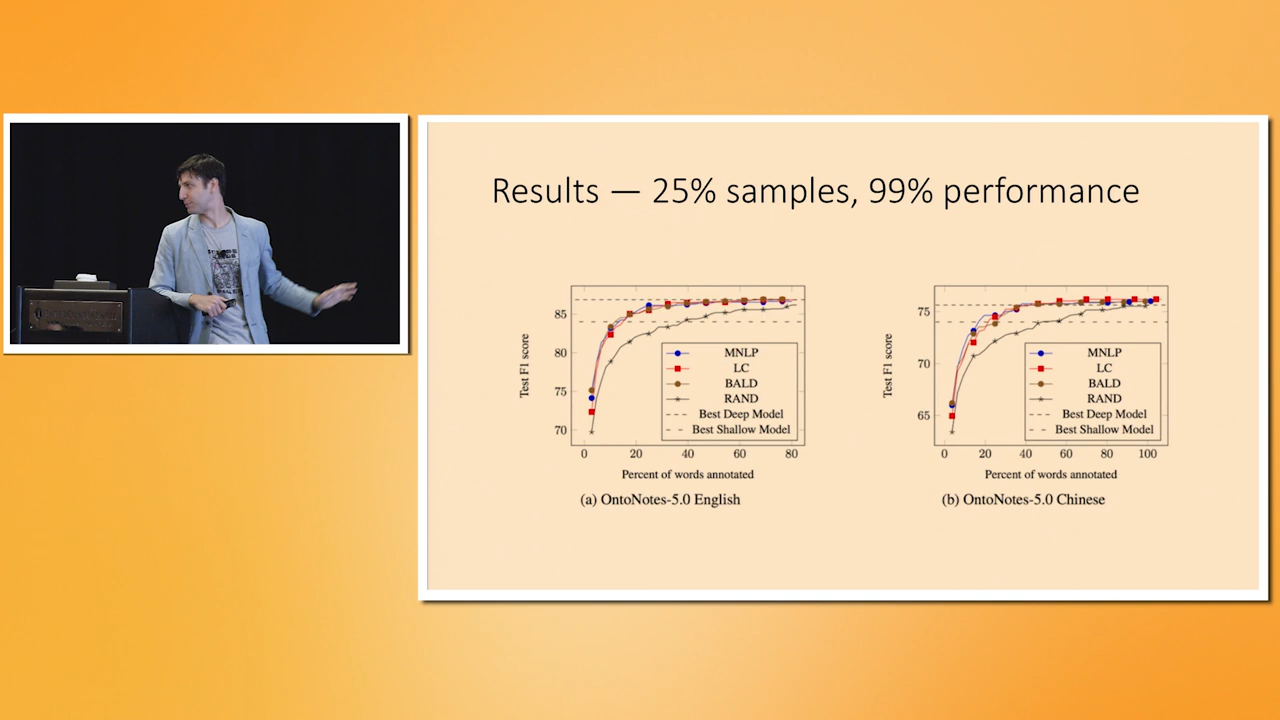 Results — 25% samples, 99% performance
85
80
75
70
Test F1 score
0 20 40 60 80
Percent of words annotated
MNLP
LC
BALD
RAND
Best Deep Model
Best Shallow Model
(a) OntoNotes-5.0 English
75
70
65
Test F1 score
0 20 40 60 80 100
Percent of words annotated
MNLP
LC
BALD
RAND
Best Deep Model
Best Shallow Model
(b) OntoNotes-5.0 Chinese